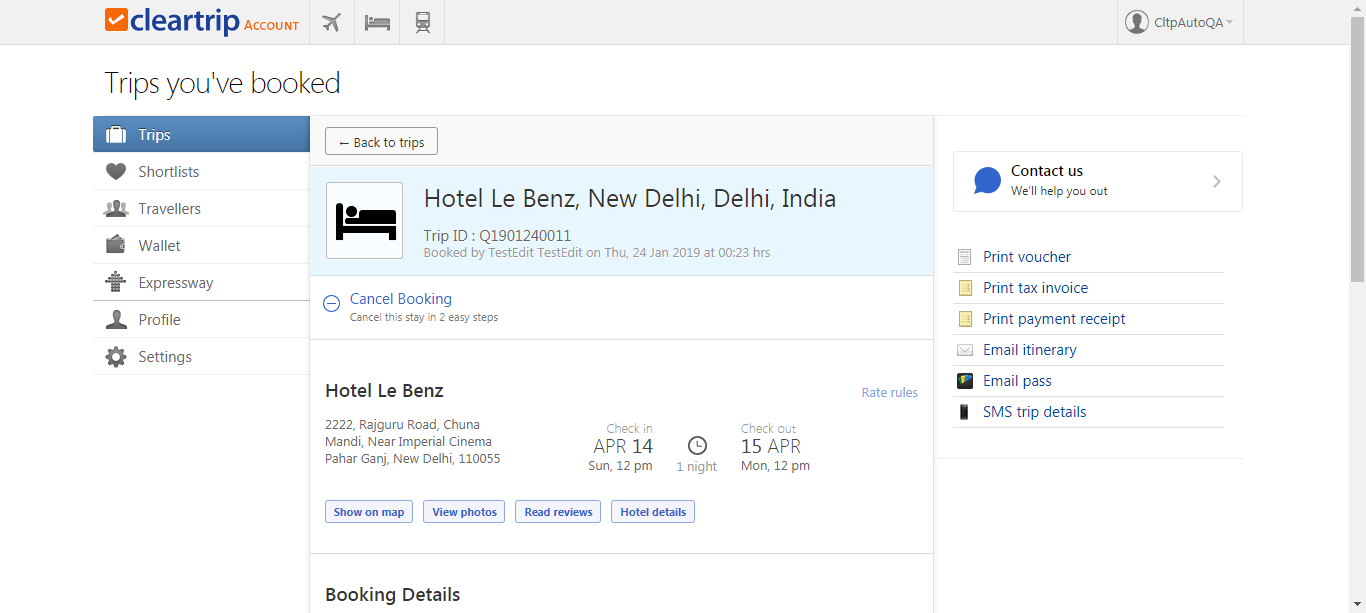 cleartrip ACCOUNT
CltpAutoQA
Trips you've booked
Trips
Shortlists
Travellers
Wallet
Expressway
Profile
Settings
← Back to trips
Hotel Le Benz, New Delhi, Delhi, India
Trip ID : Q1901240011
Booked by TestEdit TestEdit on Thu, 24 Jan 2019 at 00:23 hrs
Cancel Booking
Cancel this stay in 2 easy steps
Hotel Le Benz
Rate rules
2222, Rajguru Road, Chuna
Mandi, Near Imperial Cinema
Pahar Ganj, New Delhi, 110055
Check in
APR 14
Sun, 12 pm
1 night
Check out
15 APR
Mon, 12 pm
Show on map
View photos
Read reviews
Hotel details
Booking Details
Contact us
We'll help you out
Print voucher
Print tax invoice
Print payment receipt
Email itinerary
Email pass
SMS trip details